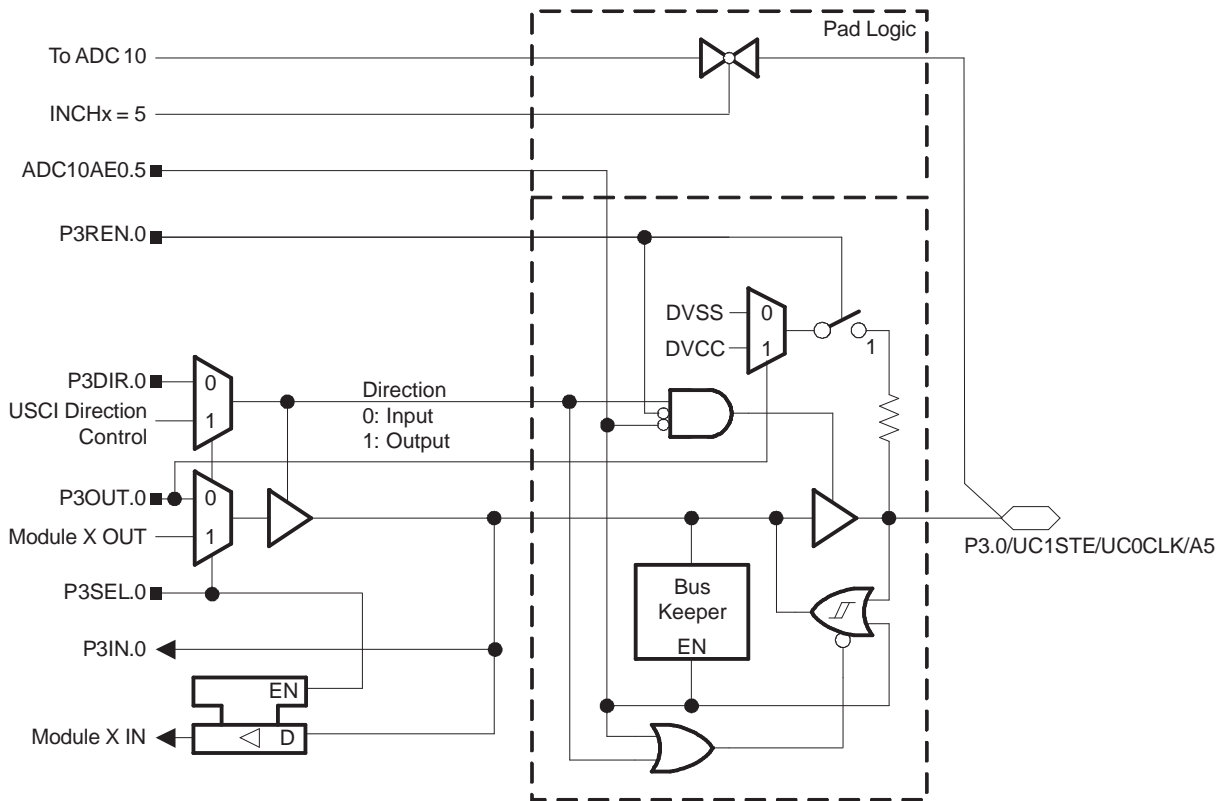 Pad Logic
To ADC 10
INCHx = 5
ADC10AE0.5
P3REN.0
DVSS
0
DVCC
1
1
P3DIR.0
0
USCI Direction
Control
1
Direction
0: Input
1: Output
P3OUT.0
0
Module X OUT
1
P3.0/UC1STE/UC0CLK/A5
P3SEL.0
Bus
Keeper
EN
P3IN.0
EN
Module X IN
D